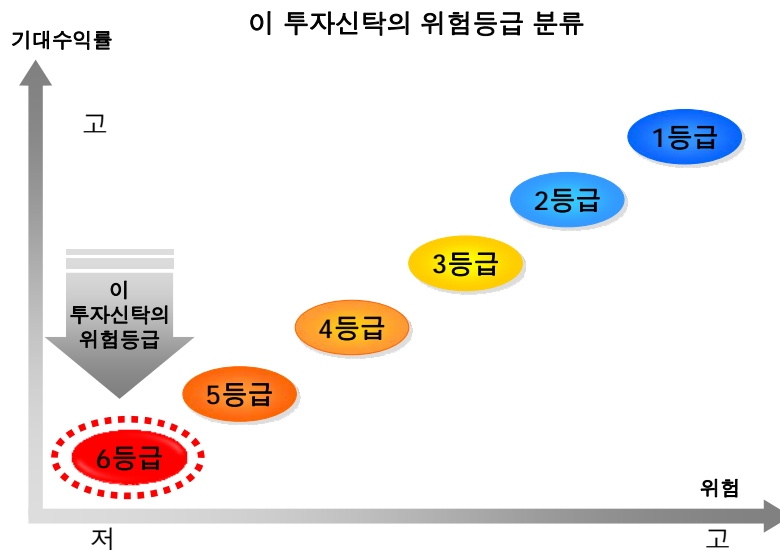 이 투자신탁의 위험등급 분류
기대수익률
고
1등급
2등급
3등급
이
투자신탁의
위험등급
4등급
5등급
6등급
위험
저
고